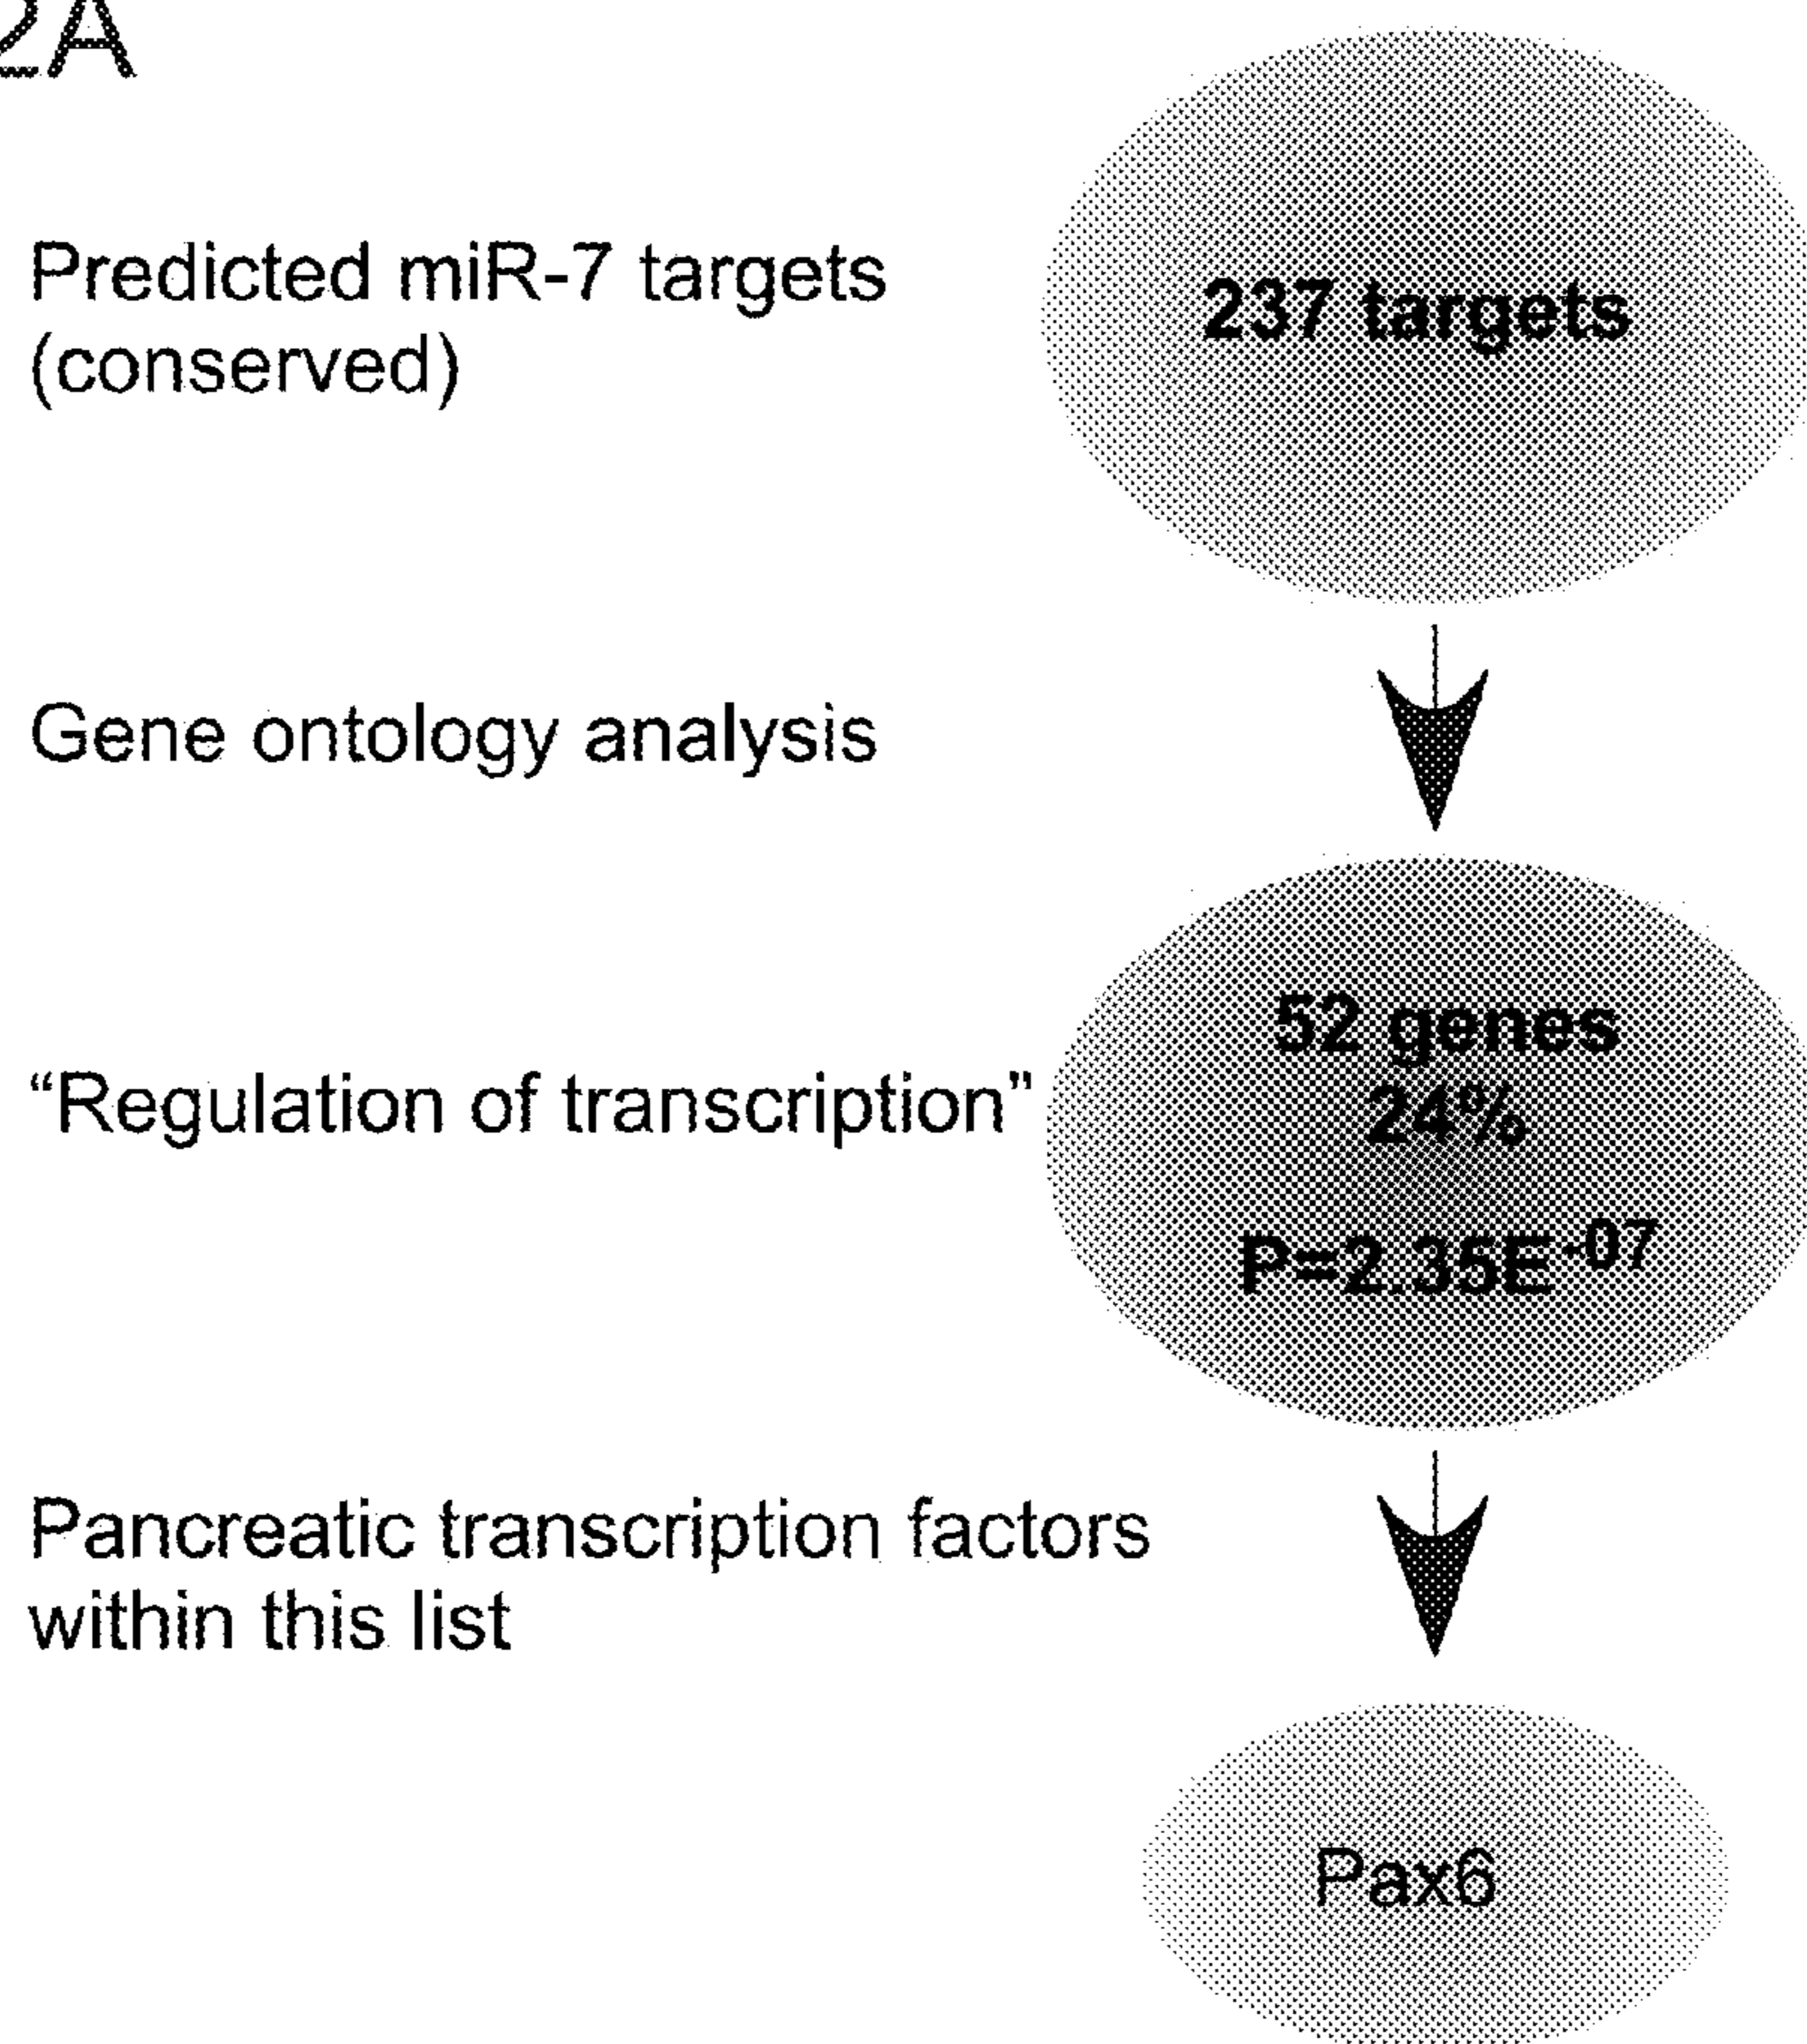 2A
Predicted miR-7 targets
(conserved)
237 targets
Gene ontology analysis
52 genes
24%
"Regulation of transcription"
P=2.35E-07
Pancreatic transcription factors
within this list
Pax6